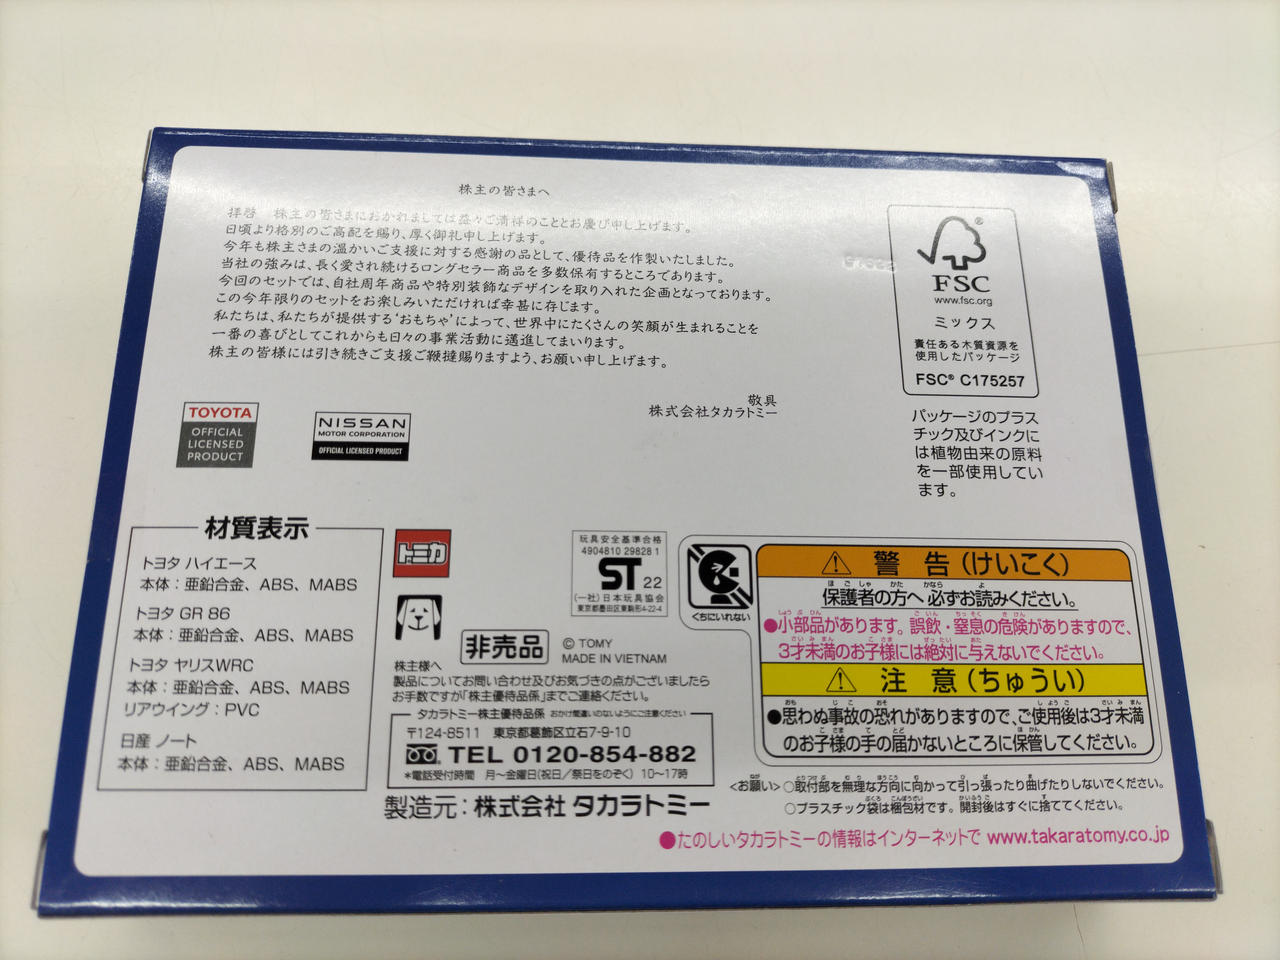 株主の皆さまへ
拝啓　株主の皆さまにおかれましては益々ご清祥のこととお慶び申し上げます。
日頃より格別のご高配を賜り、厚く御礼申し上げます。
今年も株主さまの温かいご支援に対する感謝の品として、優待品を作製いたしました。
当社の強みは、長く愛され続けるロングセラー商品を多数保有するところであります。
今回のセットでは、自社周年商品や特別装飾なデザインを取り入れた企画となっております。
この今年限りのセットをお楽しみいただければ幸甚に存じます。
私たちは、私たちが提供する‘おもちゃ’によって、世界中にたくさんの笑顔が生まれることを
一番の喜びとしてこれからも日々の事業活動に邁進してまいります。
株主の皆様には引き続きご支援ご鞭撻賜りますよう、お願い申し上げます。
敬具
株式会社タカラトミー
FSC®
www.fsc.org
ミックス
責任ある木質資源を
使用したパッケージ
FSC® C175257
パッケージのプラス
チック及びインクに
は植物由来の原料
を一部使用してい
ます。
TOYOTA
OFFICIAL
LICENSED
PRODUCT
NISSAN
MOTOR CORPORATION
OFFICIAL LICENSED PRODUCT
材質表示
トヨタ ハイエース
本体：亜鉛合金、ABS、MABS
トヨタ GR 86
本体：亜鉛合金、ABS、MABS
トヨタ ヤリスWRC
本体：亜鉛合金、ABS、MABS
リアウイング：PVC
日産 ノート
本体：亜鉛合金、ABS、MABS
トミカ
玩具安全基準合格
4904810 29828 1
ST 22
(一社)日本玩具協会
東京都墨田区東駒形4-22-4
非売品
© TOMY
MADE IN VIETNAM
株主様へ
製品についてお問い合わせ及びお気づきの点がございましたら
お手数ですが「株主優待品係」までご連絡ください。
タカラトミー株主優待品係 おかけ間違いのないようにご注意ください
〒124-8511　東京都葛飾区立石7-9-10
TEL 0120-854-882
＊電話受付時間　月〜金曜日(祝日／祭日をのぞく) 10〜17時
製造元：株式会社 タカラトミー
くちにいれない
警 告（けいこく）
保護者の方へ 必ずお読みください。
●小部品があります。誤飲・窒息の危険がありますので、
3才未満のお子様には絶対に与えないでください。
注 意（ちゅうい）
●思わぬ事故の恐れがありますので、ご使用後は3才未満
のお子様の手の届かないところに保管してください。
<お願い>○取付部を無理な方向に向かって引っ張ったり曲げたりしないでください。
○プラスチック袋は梱包材です。開封後はすぐに捨ててください。
●たのしいタカラトミーの情報はインターネットで www.takaratomy.co.jp